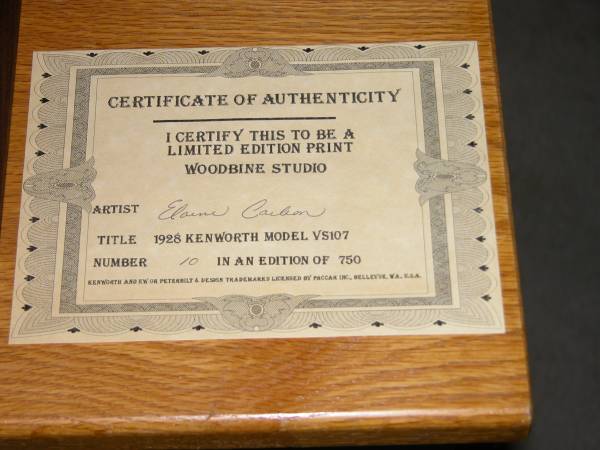 CERTIFICATE OF AUTHENTICITY
I CERTIFY THIS TO BE A
LIMITED EDITION PRINT
WOODBINE STUDIO
ARTIST Elaine Carlson
TITLE 1928 KENWORTH MODEL VS107
NUMBER 10 IN AN EDITION OF 750
KENWORTH AND KW OR PETERBILT & DESIGN TRADEMARKS LICENSED BY PACCAR INC., BELLEVUE, WA., U.S.A.